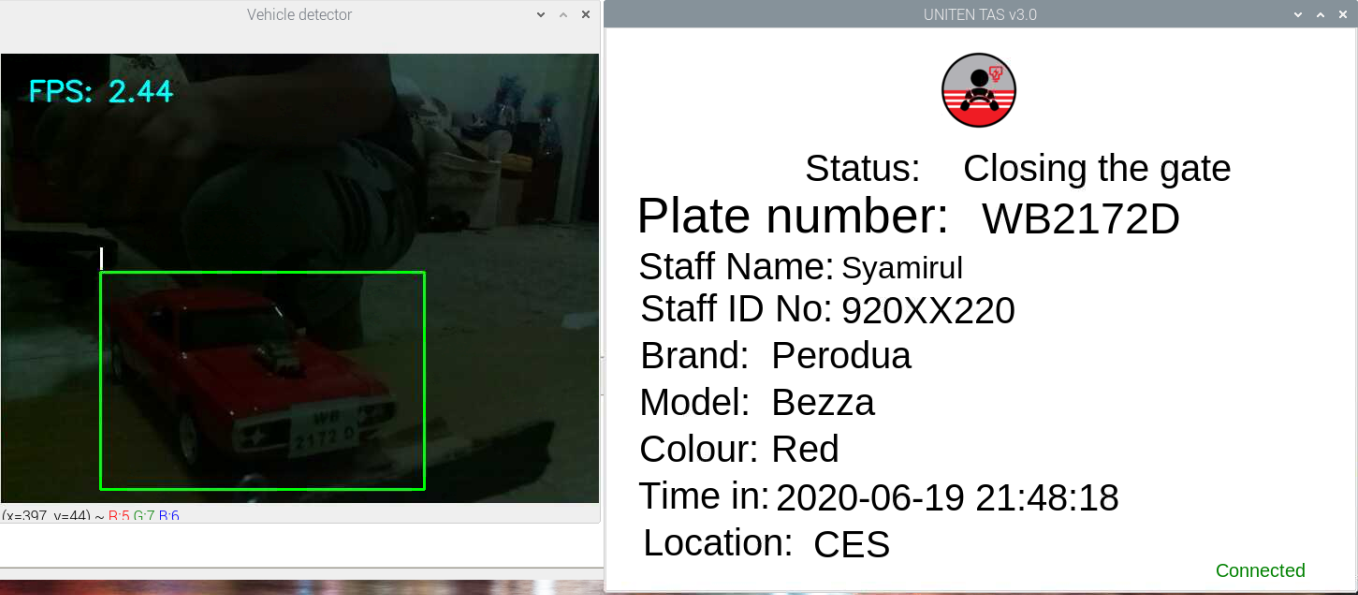 Vehicle detector
FPS: 2.44
WB
2172 D
(x=397, y=44) ~ R:5 G:7 B:6
UNITEN TAS v3.0
Status: Closing the gate
Plate number: WB2172D
Staff Name: Syamirul
Staff ID No: 920XX220
Brand: Perodua
Model: Bezza
Colour: Red
Time in: 2020-06-19 21:48:18
Location: CES
Connected